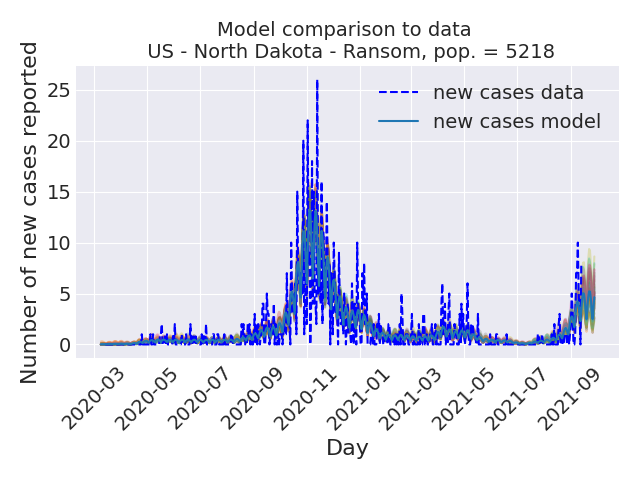 Model comparison to data
US - North Dakota - Ransom, pop. = 5218
Number of new cases reported
25
20
15
10
5
0
new cases data
new cases model
2020-03
2020-05
2020-07
2020-09
2020-11
2021-01
2021-03
2021-05
2021-07
2021-09
Day